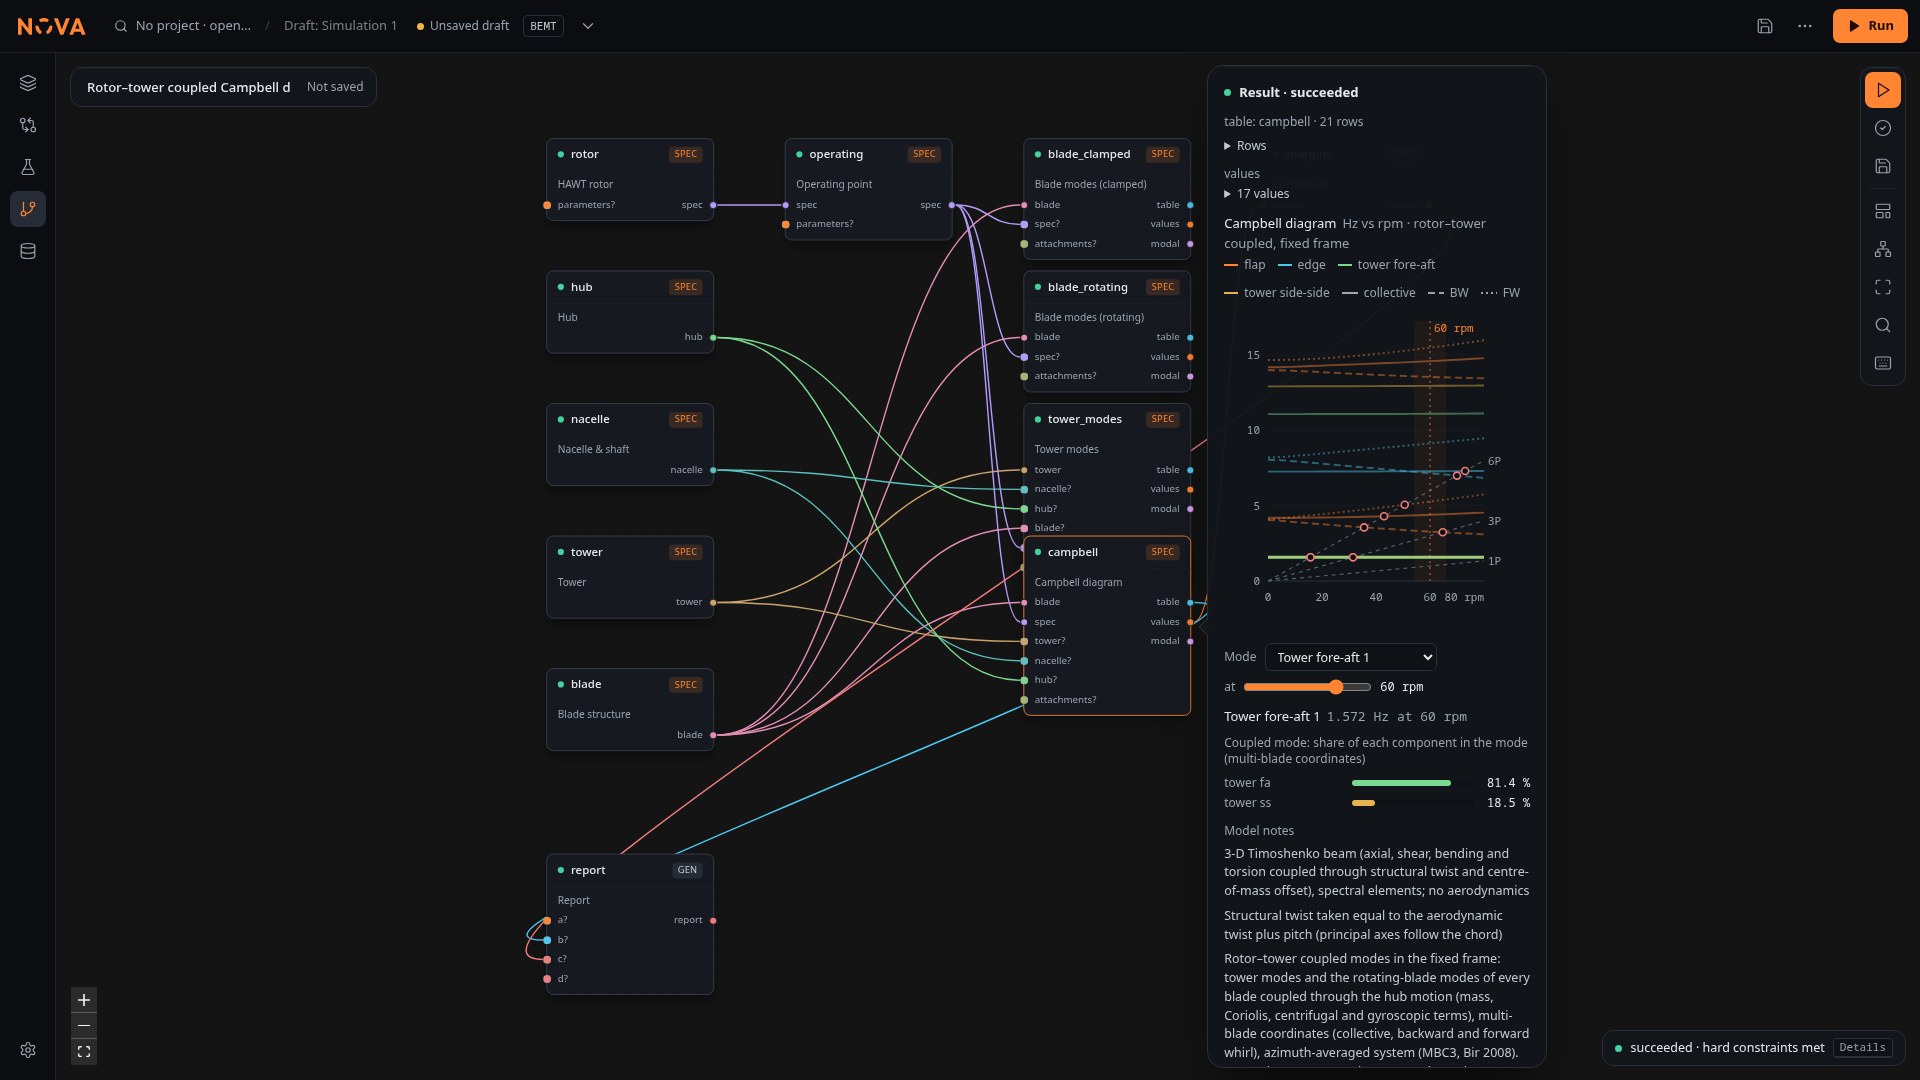 NOVA
No project · open...
/
Draft: Simulation 1
Unsaved draft
BEMT
Run
Rotor–tower coupled Campbell d
Not saved
rotor
SPEC
HAWT rotor
parameters?
spec
operating
SPEC
Operating point
spec
spec
parameters?
blade_clamped
SPEC
Blade modes (clamped)
blade
table
spec?
values
attachments?
modal
hub
SPEC
Hub
hub
blade_rotating
SPEC
Blade modes (rotating)
blade
table
spec?
values
attachments?
modal
nacelle
SPEC
Nacelle & shaft
nacelle
tower_modes
SPEC
Tower modes
tower
table
nacelle?
values
hub?
modal
blade?
tower
SPEC
Tower
tower
campbell
SPEC
Campbell diagram
blade
table
spec
values
tower?
modal
nacelle?
hub?
attachments?
blade
SPEC
Blade structure
blade
report
GEN
Report
a?
report
b?
c?
d?
Result · succeeded
table: campbell · 21 rows
Rows
values
17 values
Campbell diagram Hz vs rpm · rotor–tower
coupled, fixed frame
flap
edge
tower fore-aft
tower side-side
collective
BW
FW
60 rpm
15
10
5
0
6P
3P
1P
0
20
40
60
80 rpm
Mode
Tower fore-aft 1
at
60 rpm
Tower fore-aft 1 1.572 Hz at 60 rpm
Coupled mode: share of each component in the mode
(multi-blade coordinates)
tower fa
81.4 %
tower ss
18.5 %
Model notes
3-D Timoshenko beam (axial, shear, bending and
torsion coupled through structural twist and centre-
of-mass offset), spectral elements; no aerodynamics
Structural twist taken equal to the aerodynamic
twist plus pitch (principal axes follow the chord)
Rotor–tower coupled modes in the fixed frame:
tower modes and the rotating-blade modes of every
blade coupled through the hub motion (mass,
Coriolis, centrifugal and gyroscopic terms), multi-
blade coordinates (collective, backward and forward
whirl), azimuth-averaged system (MBC3, Bir 2008).
succeeded · hard constraints met
Details